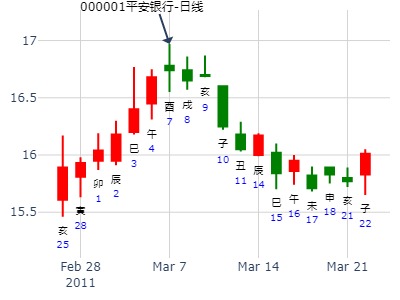 000001平安银行-日线
17
16.5
16
15.5
亥 25
寅 28
卯 1
辰 2
巳 3
午 4
酉 7
戌 8
亥 9
子 10
丑 11
辰 14
巳 15
午 16
未 17
申 18
亥 21
子 22
Feb 28 Mar 7 Mar 14 Mar 21
2011